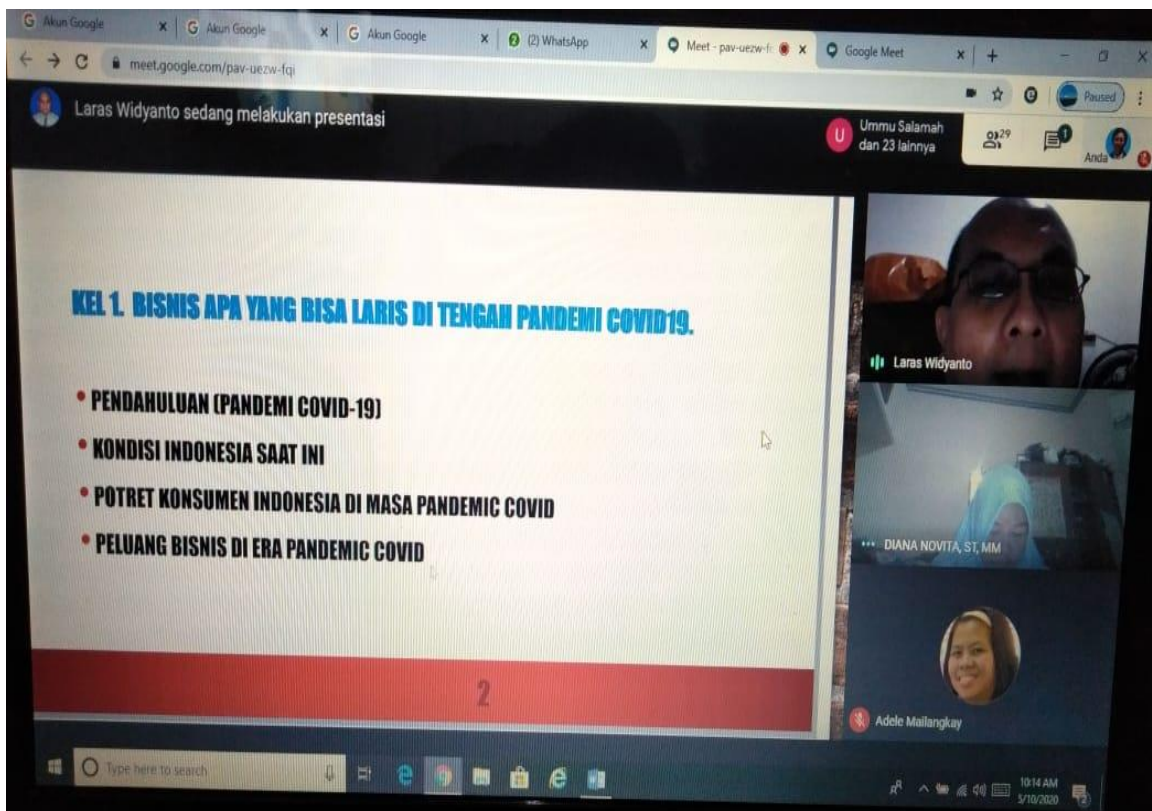 Akun Google
Akun Google
Akun Google
(2) WhatsApp
Meet - pav-uezw-f
Google Meet
meet.google.com/pav-uezw-fqi
Paused
Laras Widyanto sedang melakukan presentasi
U
Ummu Salamah
dan 23 lainnya
29
1
Anda
KEL 1. BISNIS APA YANG BISA LARIS DI TENGAH PANDEMI COVID19.
• PENDAHULUAN (PANDEMI COVID-19)
• KONDISI INDONESIA SAAT INI
• POTRET KONSUMEN INDONESIA DI MASA PANDEMIC COVID
• PELUANG BISNIS DI ERA PANDEMIC COVID
2
Laras Widyanto
DIANA NOVITA, ST, MM
Adele Mailangkay
Type here to search
10:14 AM
5/10/2020